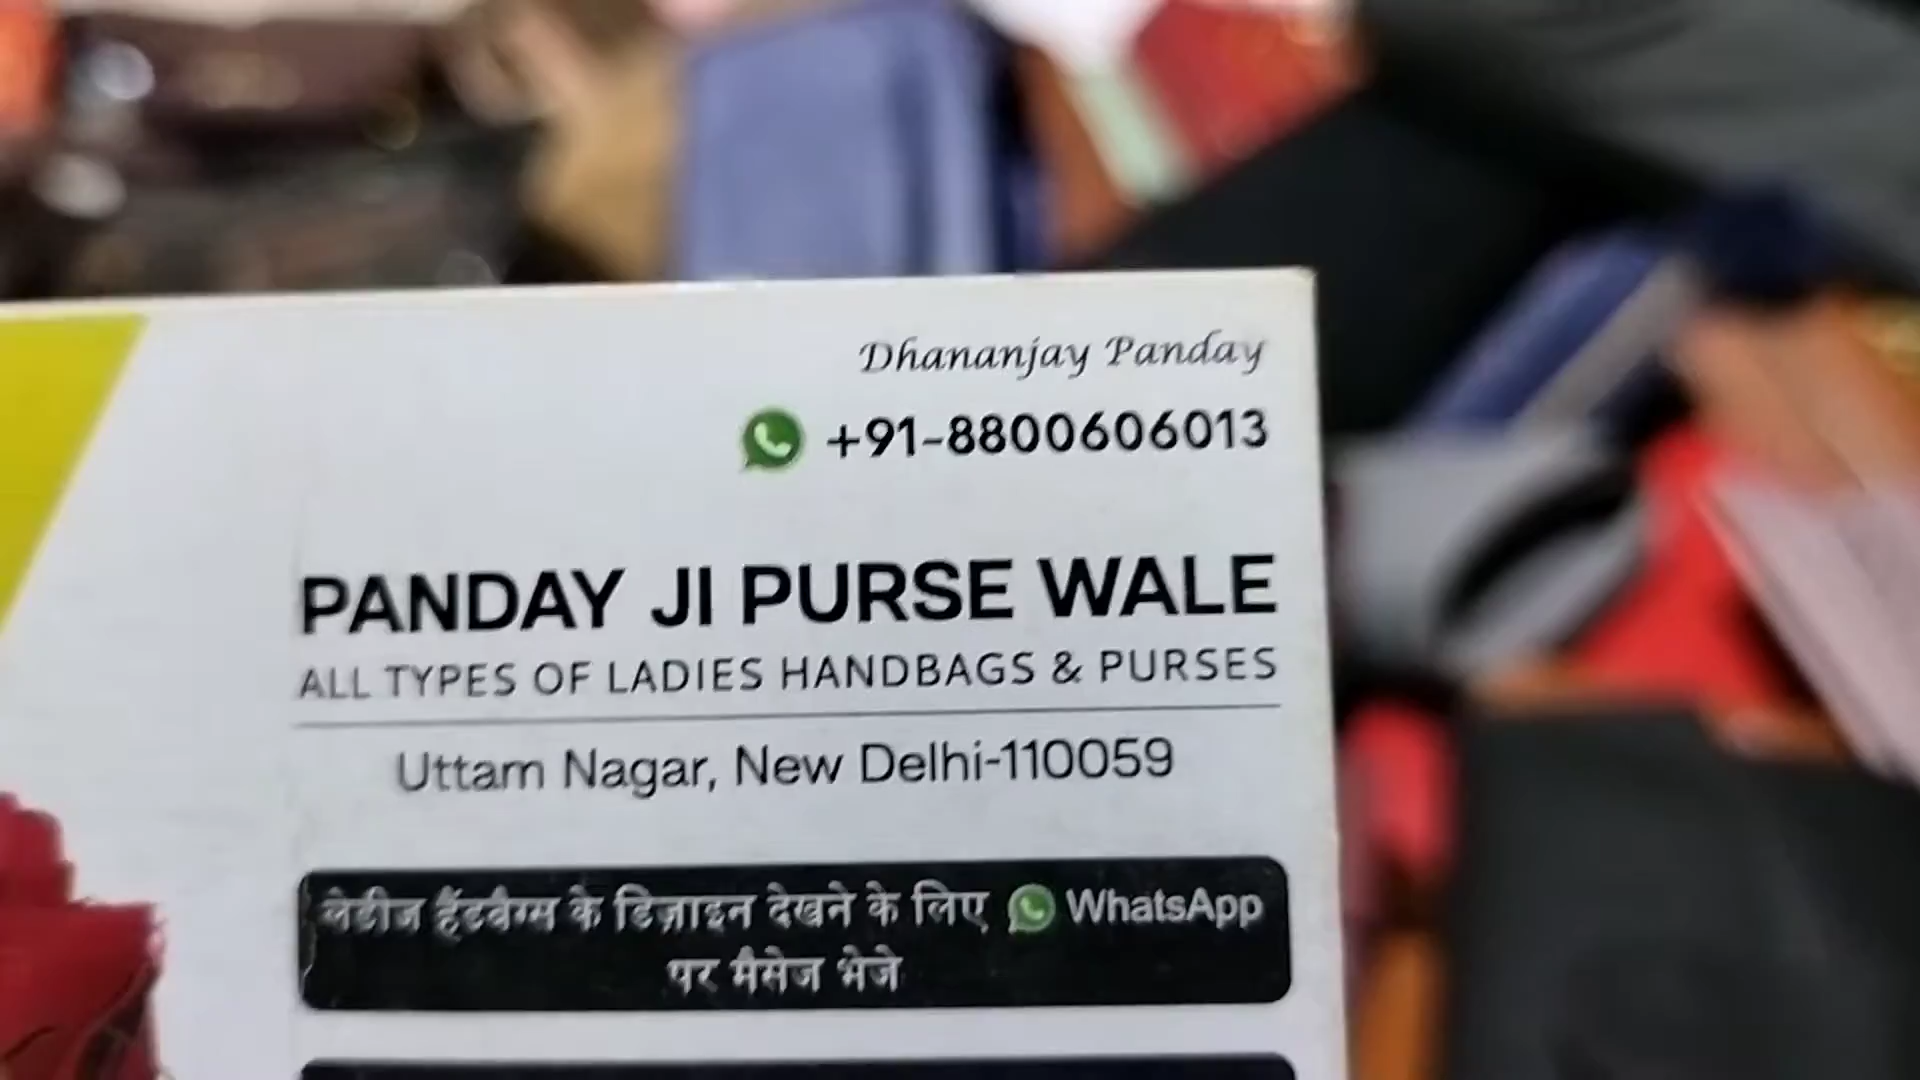 Dhananjay Panday
+91-8800606013
PANDAY JI PURSE WALE
ALL TYPES OF LADIES HANDBAGS & PURSES
Uttam Nagar, New Delhi-110059
लेडीज हैंडबैग्स के डिज़ाइन देखने के लिए WhatsApp
पर मैसेज भेजे